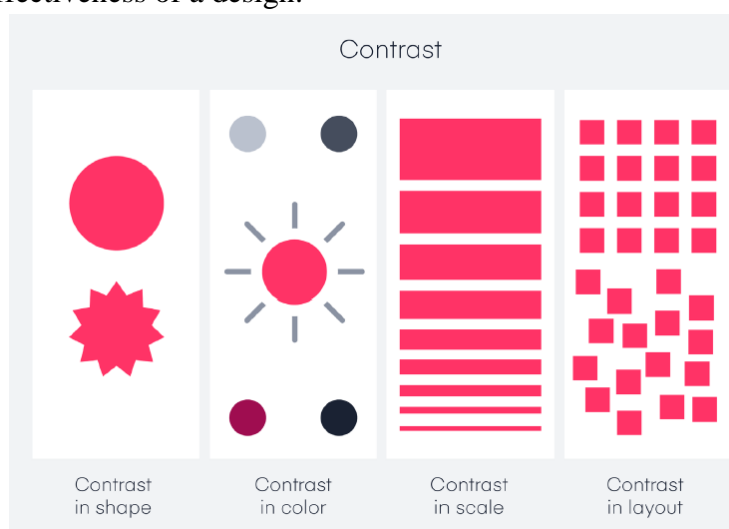 effectiveness of a design.
Contrast
Contrast
in shape
Contrast
in color
Contrast
in scale
Contrast
in layout